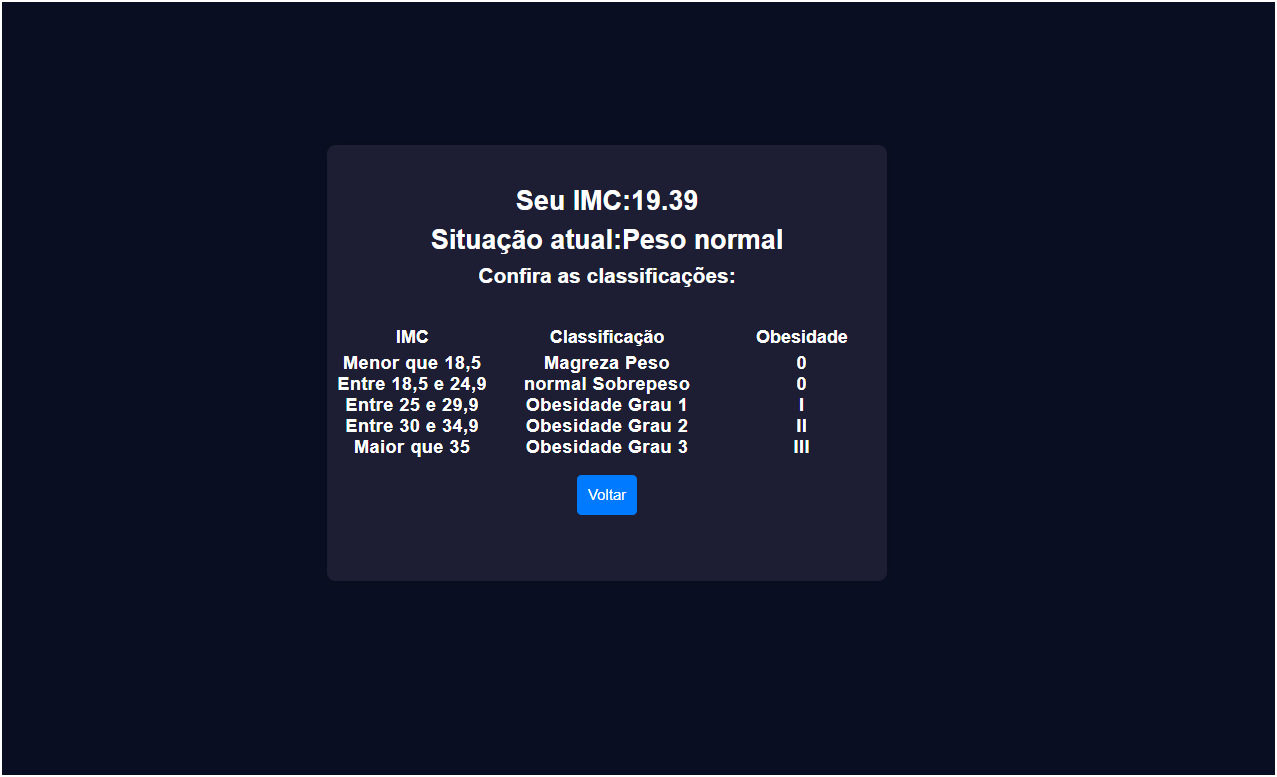 Seu IMC:19.39
Situação atual:Peso normal
Confira as classificações:
IMC Classificação Obesidade
Menor que 18,5 Magreza Peso 0
Entre 18,5 e 24,9 normal Sobrepeso 0
Entre 25 e 29,9 Obesidade Grau 1 I
Entre 30 e 34,9 Obesidade Grau 2 II
Maior que 35 Obesidade Grau 3 III
Voltar